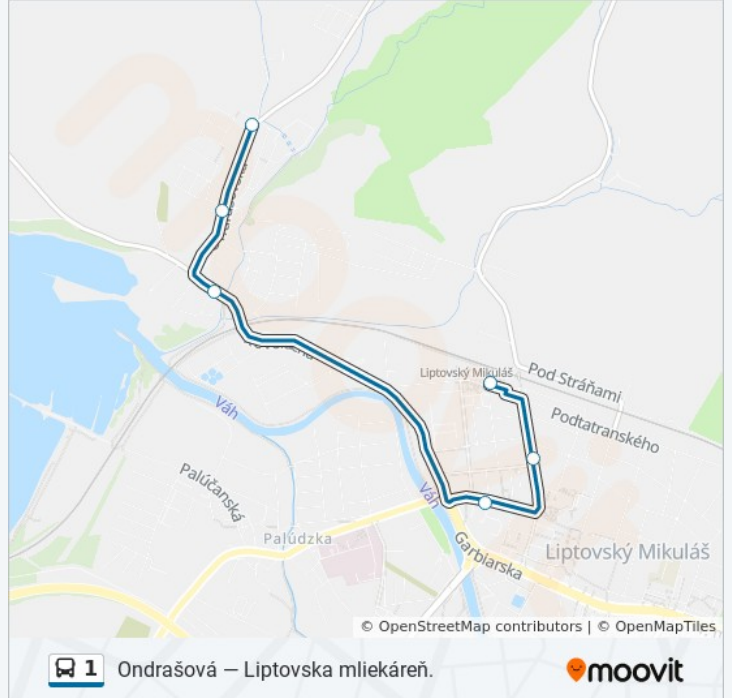 Liptovský Mikuláš
Pod Stráňami
Podtatranského
Váh
Palúčanská
Váh
Palúdzka
Garbiarska
Liptovský Mikuláš
© OpenStreetMap contributors | © OpenMapTiles
1 Ondrašová — Liptovska mliekáreň.
moovit